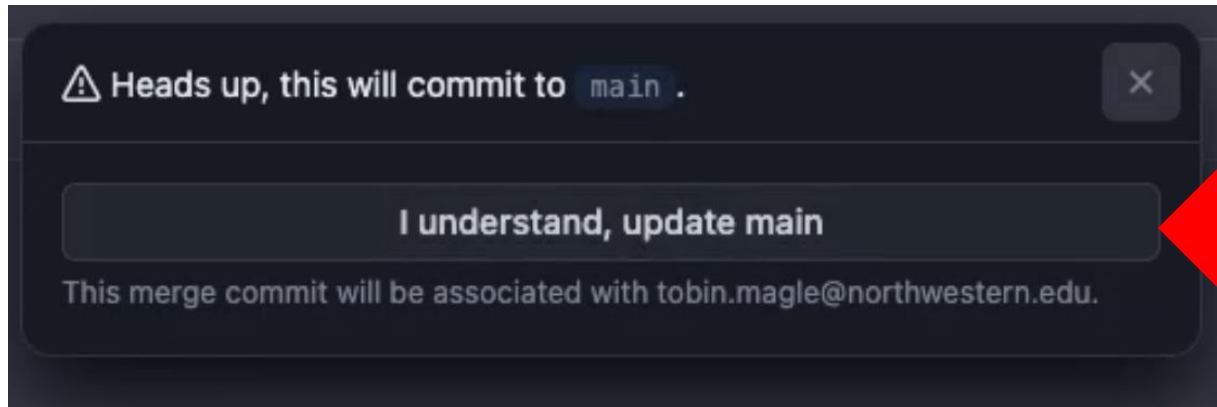 Heads up, this will commit to main.
I understand, update main
This merge commit will be associated with tobin.magle@northwestern.edu.